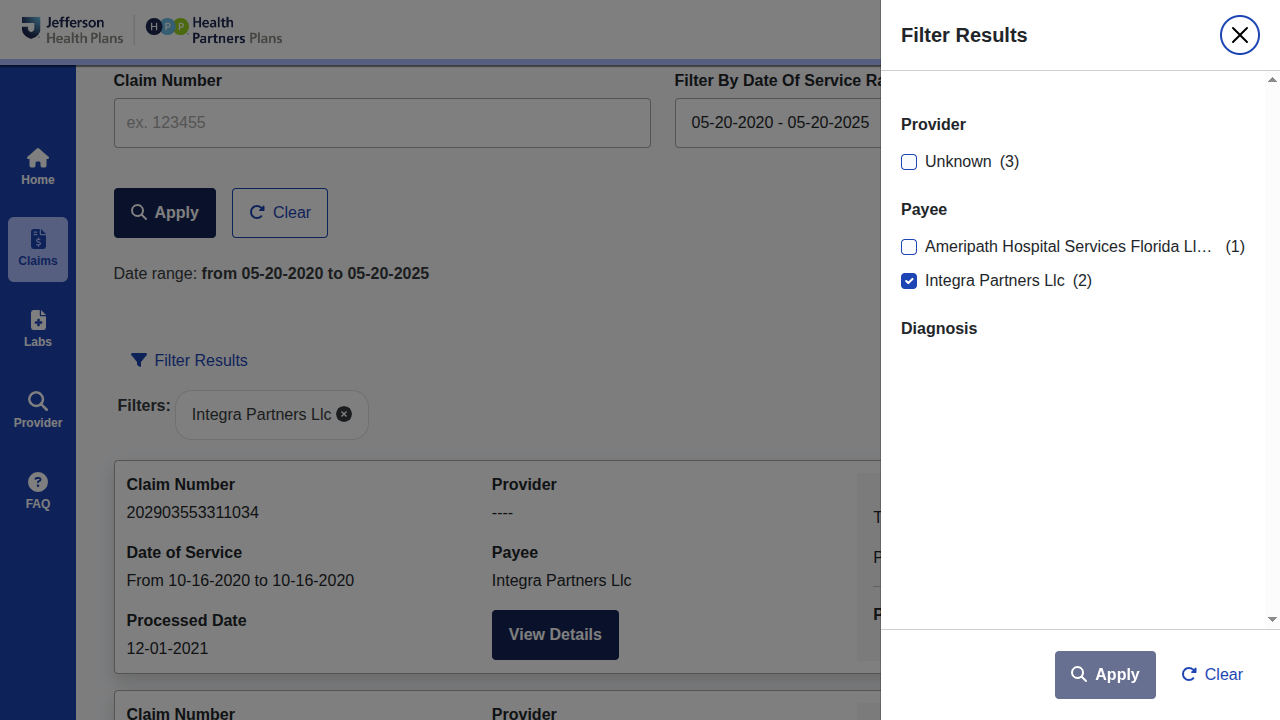 Jefferson
Health Plans
HPP
Health
Partners Plans
Home
Claims
Labs
Provider
FAQ
Claim Number
ex. 123455
Filter By Date Of Service Ra
05-20-2020 - 05-20-2025
Apply
Clear
Date range: from 05-20-2020 to 05-20-2025
Filter Results
Filters: Integra Partners Llc
Claim Number
202903553311034
Provider
----
Date of Service
From 10-16-2020 to 10-16-2020
Payee
Integra Partners Llc
Processed Date
12-01-2021
View Details
T
P
P
Claim Number
Provider
Filter Results
Provider
Unknown (3)
Payee
Ameripath Hospital Services Florida Ll... (1)
Integra Partners Llc (2)
Diagnosis
Apply
Clear